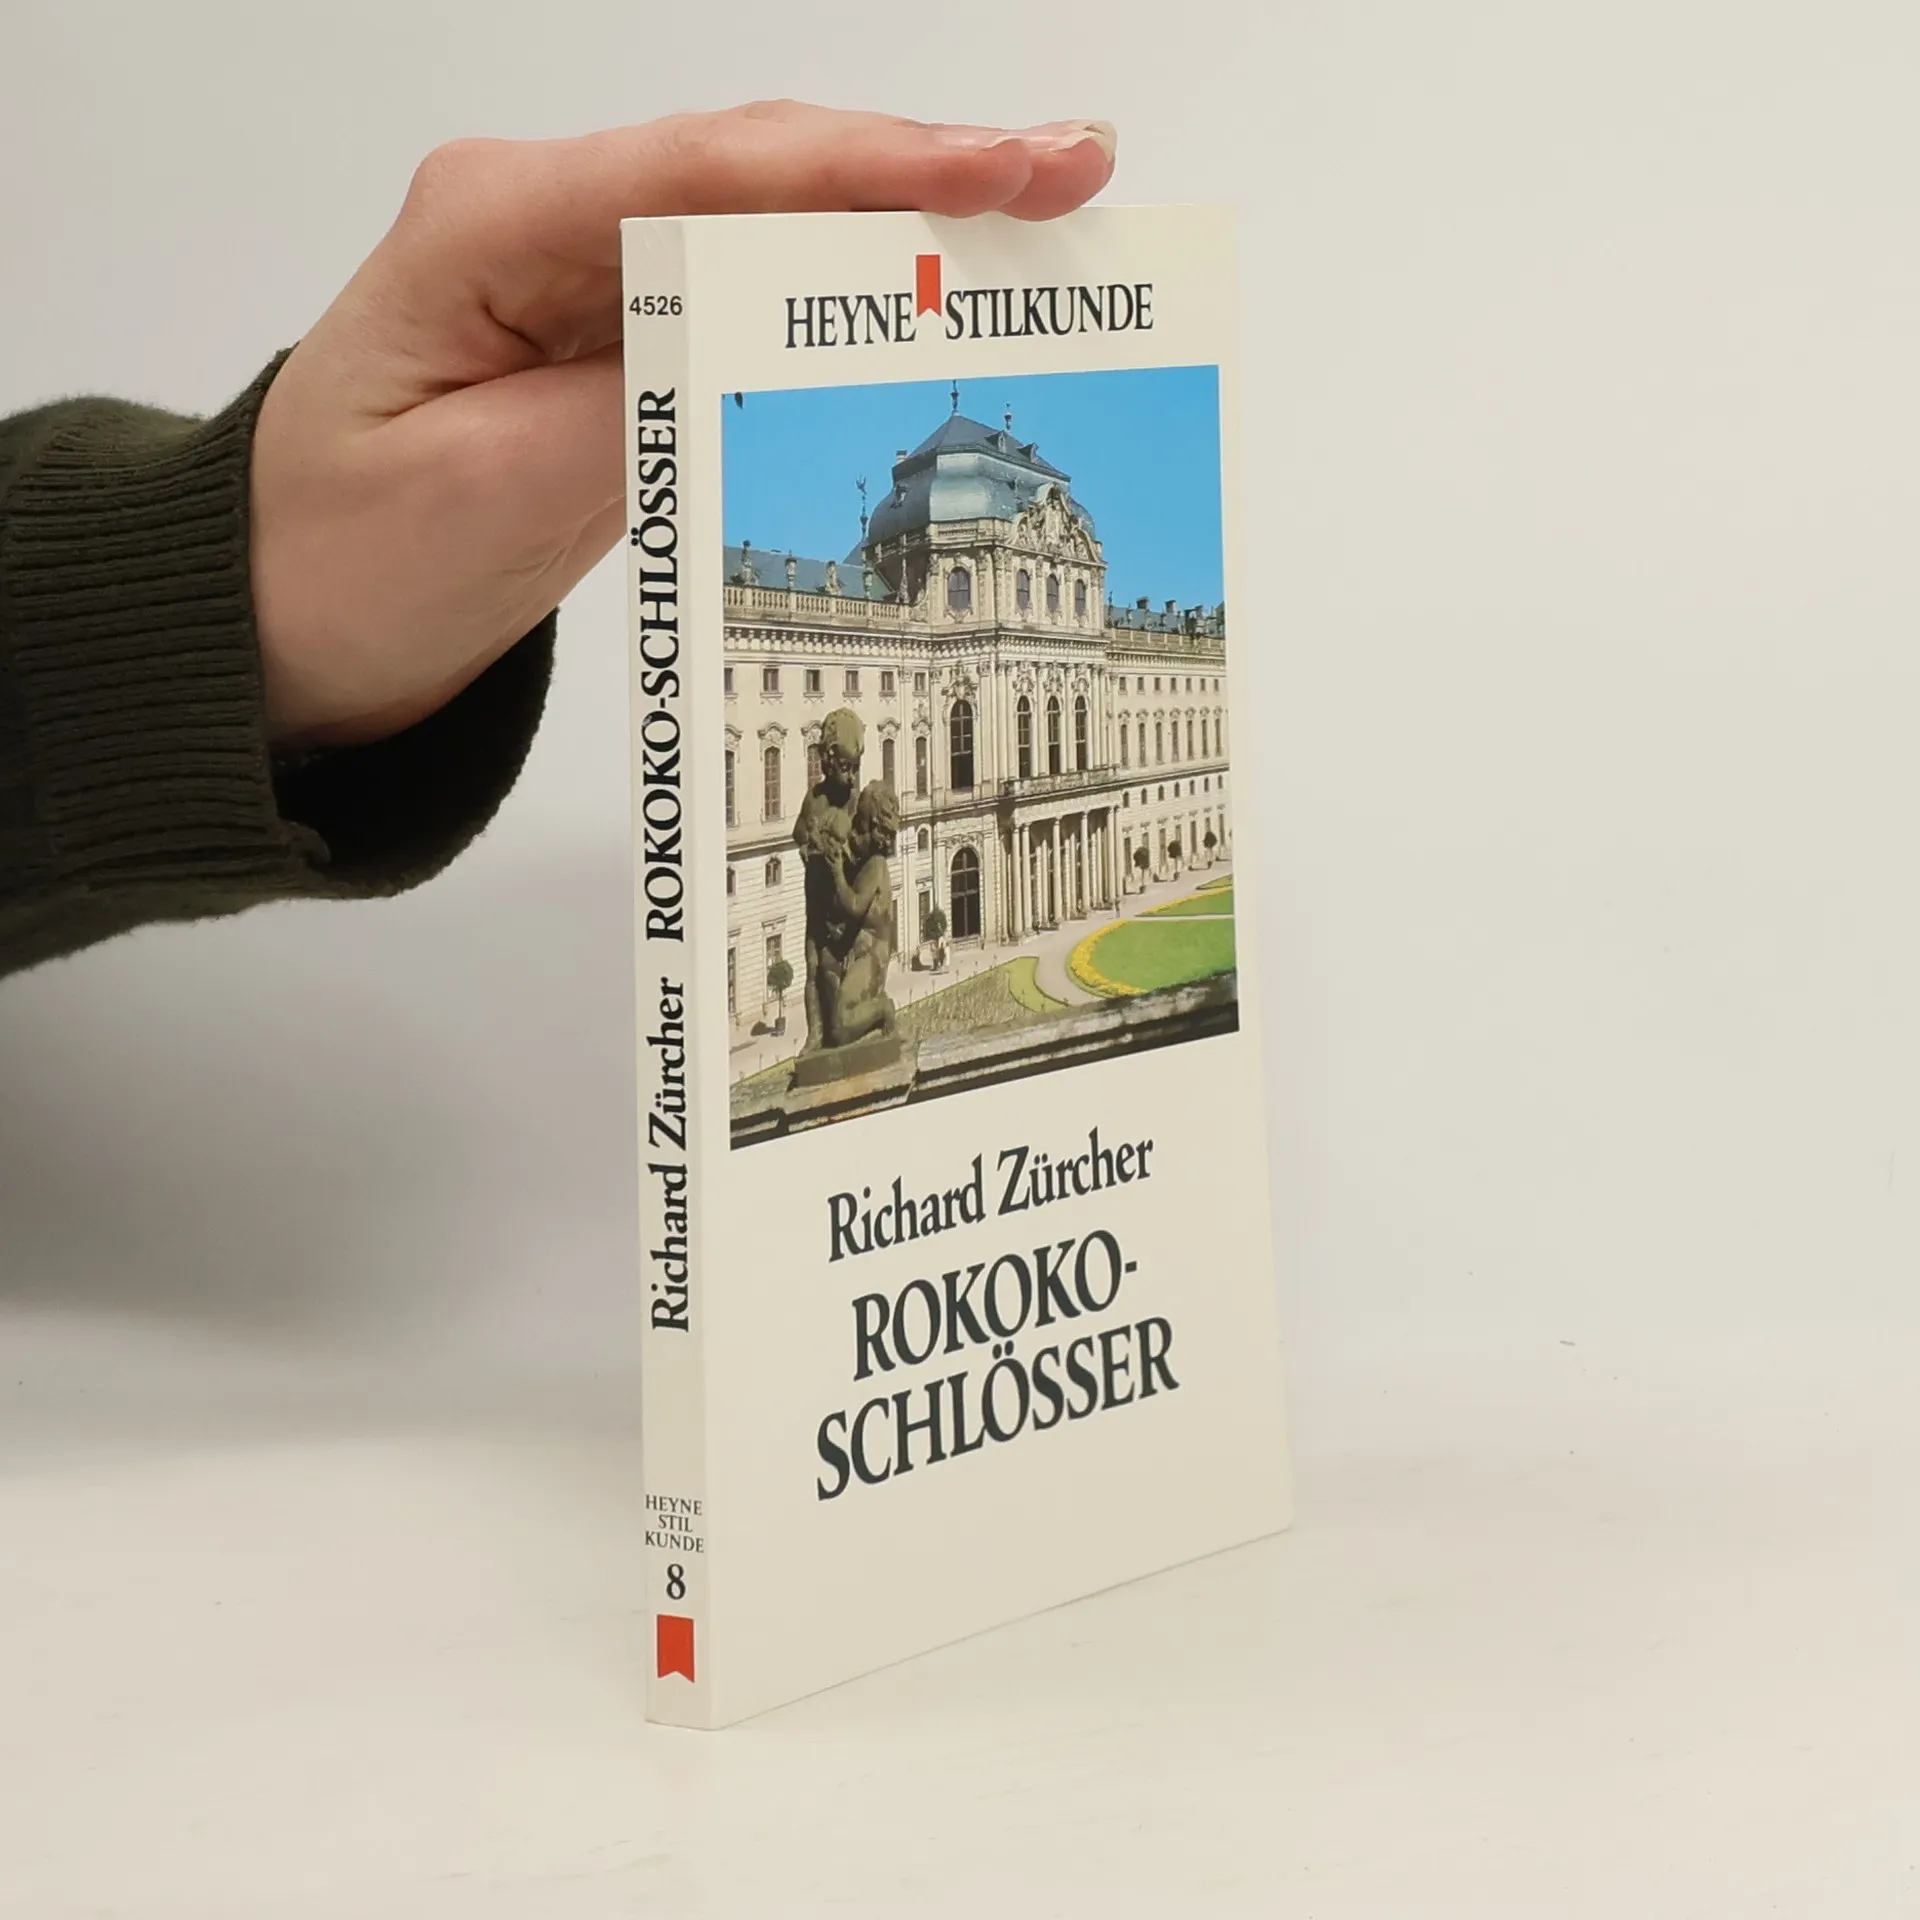 4526
Richard Zürcher ROKOKO-SCHLÖSSER
HEYNE
STIL
KUNDE
8
HEYNE STILKUNDE
Richard Zürcher
ROKOKO-
SCHLÖSSER